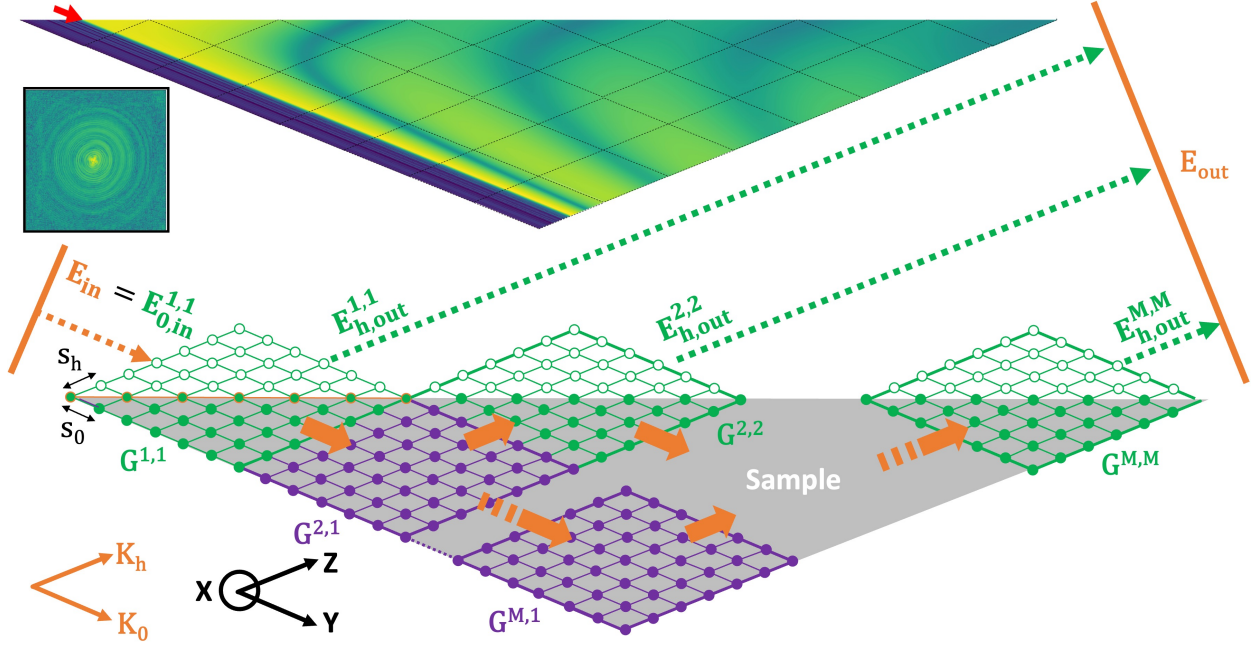 E_out
E_in = E_0,in^1,1
E_h,out^1,1
E_h,out^2,2
E_h,out^M,M
s_h
s_0
G^1,1
G^2,2
G^M,M
Sample
G^2,1
G^M,1
K_h
K_0
X
Z
Y